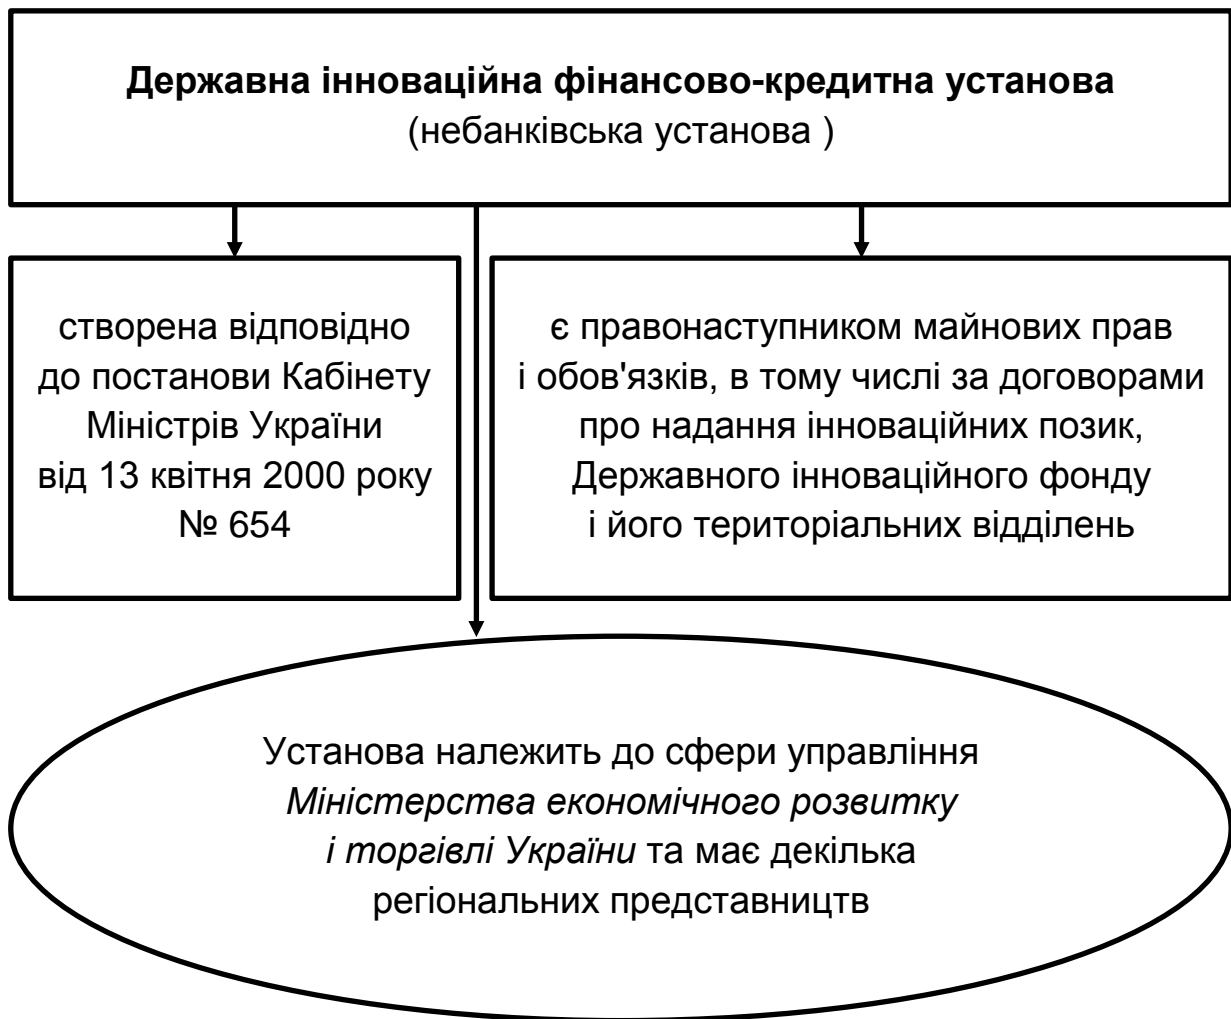 Державна інноваційна фінансово-кредитна установа
(небанківська установа )
створена відповідно
до постанови Кабінету
Міністрів України
від 13 квітня 2000 року
№ 654
є правонаступником майнових прав
і обов'язків, в тому числі за договорами
про надання інноваційних позик,
Державного інноваційного фонду
і його територіальних відділень
Установа належить до сфери управління
Міністерства економічного розвитку
і торгівлі України та має декілька
регіональних представництв